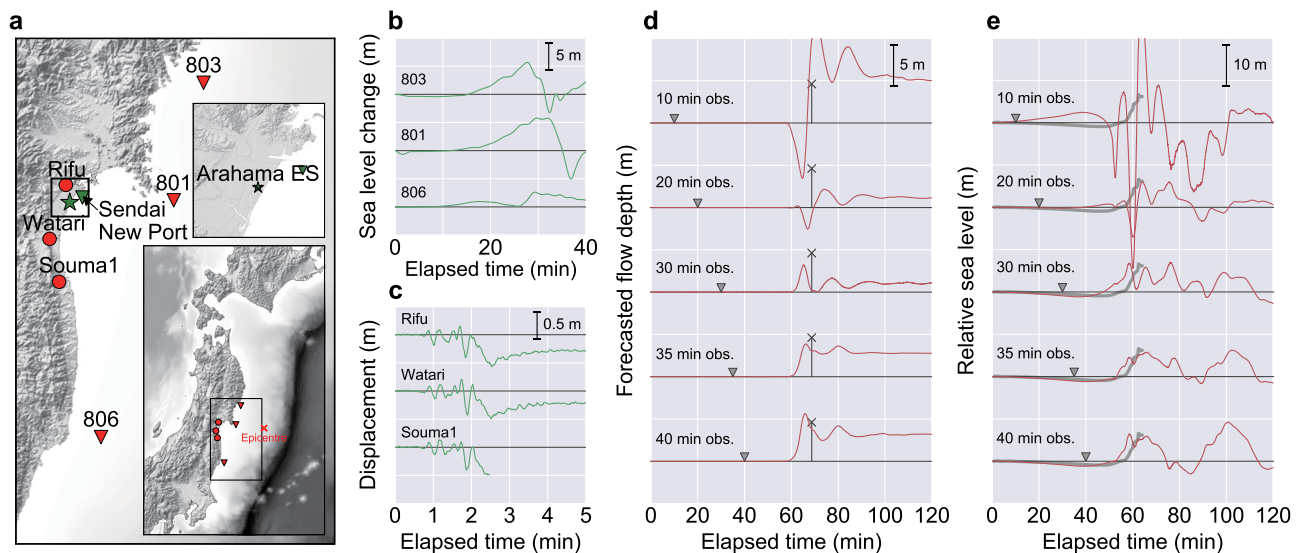 a
803
Rifu
801
Arahama ES
Sendai
New Port
Watari
Souma1
806
Epicentre
b
Sea level change (m)
5 m
803
801
806
0
20
40
Elapsed time (min)
c
Displacement (m)
Rifu
0.5 m
Watari
Souma1
0
1
2
3
4
5
Elapsed time (min)
d
Forecasted flow depth (m)
5 m
10 min obs.
20 min obs.
30 min obs.
35 min obs.
40 min obs.
0
20
40
60
80
100
120
Elapsed time (min)
e
Relative sea level (m)
10 m
10 min obs.
20 min obs.
30 min obs.
35 min obs.
40 min obs.
0
20
40
60
80
100
120
Elapsed time (min)